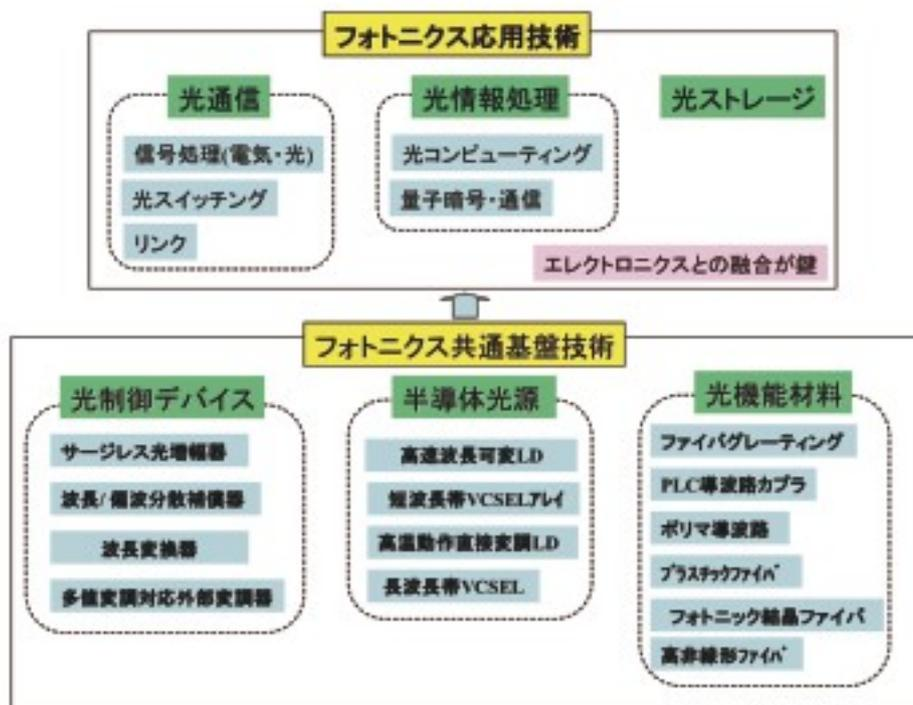 フォトニクス応用技術
光通信
信号処理(電気・光)
光スイッチング
リンク
光情報処理
光コンピューティング
量子暗号・通信
光ストレージ
エレクトロニクスとの融合が鍵
フォトニクス共通基盤技術
光制御デバイス
サージレス光増幅器
波長/偏波分散補償器
波長変換器
多値変調対応外部変調器
半導体光源
高速波長可変LD
短波長帯VCSELアレイ
高温動作直接変調LD
長波長帯VCSEL
光機能材料
ファイバグレーティング
PLC導波路カプラ
ポリマ導波路
プラスチックファイバ
フォトニック結晶ファイバ
高非線形ファイバ